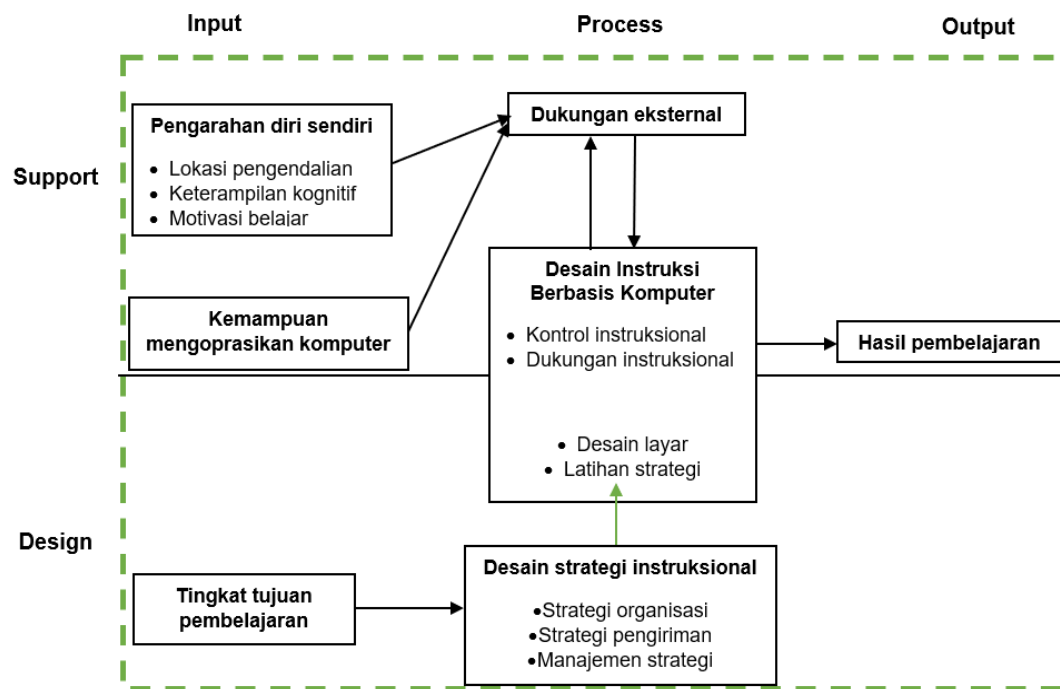 Input
Process
Output
Support
Pengarahan diri sendiri
• Lokasi pengendalian
• Keterampilan kognitif
• Motivasi belajar
Dukungan eksternal
Kemampuan
mengoprasikan komputer
Desain Instruksi
Berbasis Komputer
• Kontrol instruksional
• Dukungan instruksional
• Desain layar
• Latihan strategi
Hasil pembelajaran
Design
Tingkat tujuan
pembelajaran
Desain strategi instruksional
•Strategi organisasi
•Strategi pengiriman
•Manajemen strategi